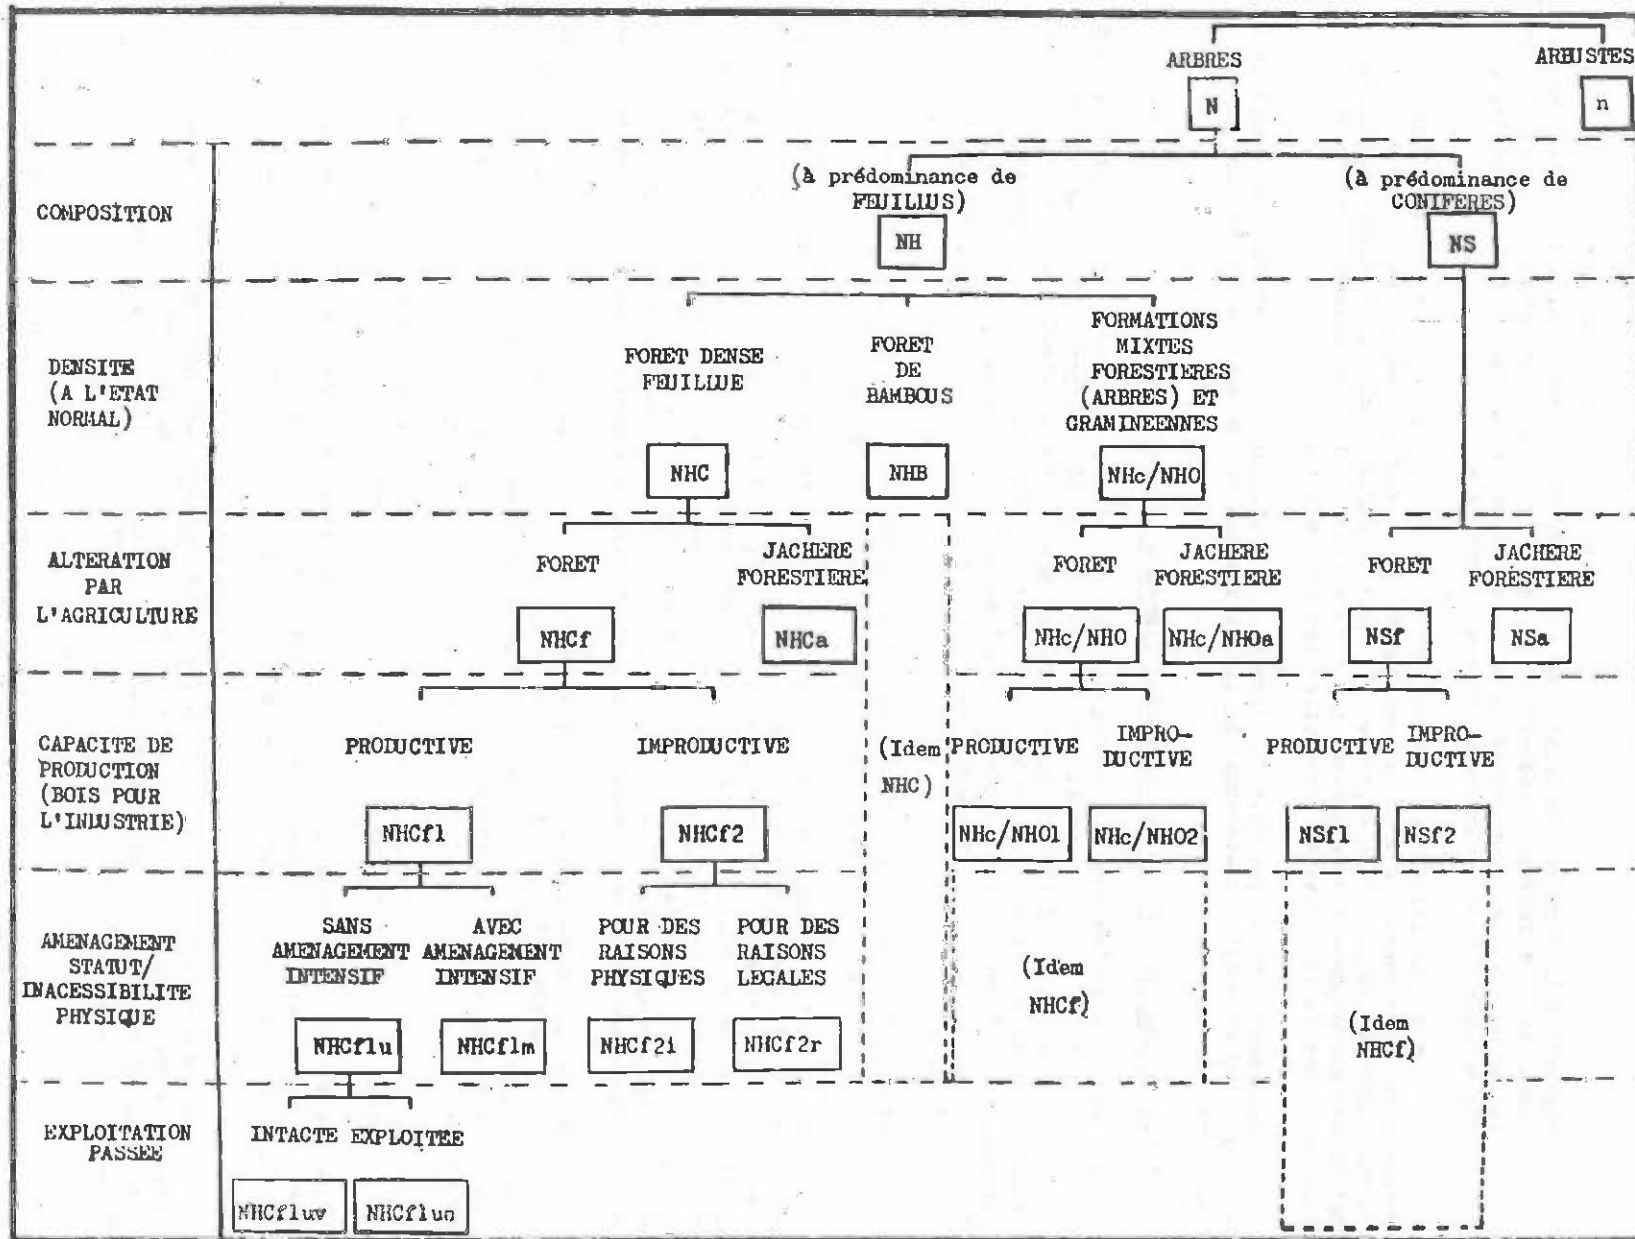 ARBRES
ARBUSTES
N
n
COMPOSITION
(à prédominance de
FEUILLUS)
(à prédominance de
CONIFERES)
NH
NS
DENSITE
(A L'ETAT
NORMAL)
FORET DENSE
FEUILLUE
FORET
DE
BAMBOUS
FORMATIONS
MIXTES
FORESTIERES
(ARBRES) ET
GRAMINEENNES
NHC
NHB
NHc/NHO
ALTERATION
PAR
L'AGRICULTURE
FORET
JACHERE
FORESTIERE
FORET
JACHERE
FORESTIERE
FORET
JACHERE
FORESTIERE
NHCf
NHCa
NHc/NHO
NHc/NHOa
NSf
NSa
CAPACITE DE
PRODUCTION
(BOIS POUR
L'INDUSTRIE)
PRODUCTIVE
IMPRODUCTIVE
(Idem
NHC)
PRODUCTIVE
IMPRO-
DUCTIVE
PRODUCTIVE
IMPRO-
DUCTIVE
NHCf1
NHCf2
NHc/NHO1
NHc/NHO2
NSf1
NSf2
AMENAGEMENT
STATUT/
INACESSIBILITE
PHYSIQUE
SANS
AMENAGEMENT
INTENSIF
AVEC
AMENAGEMENT
INTENSIF
POUR DES
RAISONS
PHYSIQUES
POUR DES
RAISONS
LEGALES
(Idem
NHCf)
(Idem
NHCf)
NHCf1u
NHCf1m
NHCf2i
NHCf2r
EXPLOITATION
PASSEE
INTACTE
EXPLOITEE
NHCf1uv
NHCf1uc